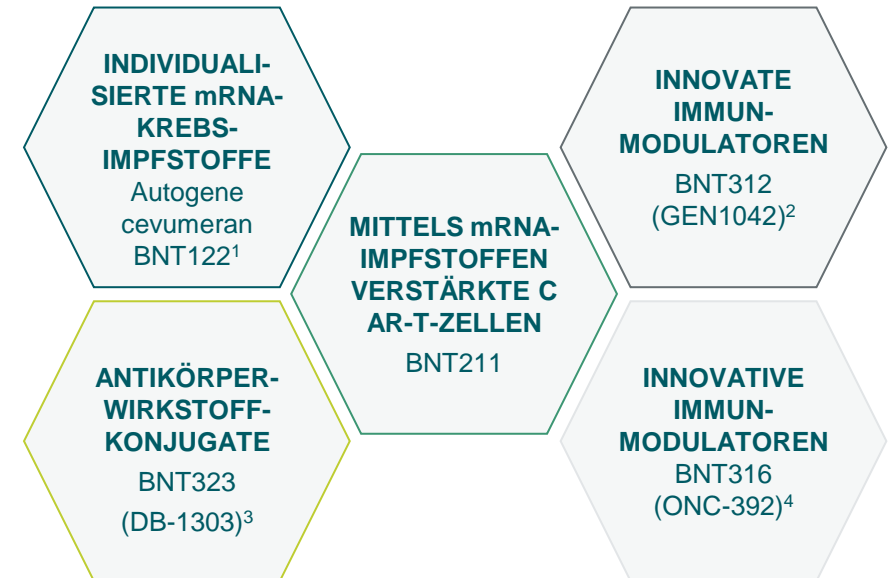 INDIVIDUALI-
SIERTE mRNA-
KREBS-
IMPFSTOFFE
Autogene
cevumeran
BNT122¹
INNOVATE
IMMUN-
MODULATOREN
BNT312
(GEN1042)²
MITTELS mRNA-
IMPFSTOFFEN
VERSTÄRKTE C
AR-T-ZELLEN
BNT211
ANTIKÖRPER-
WIRKSTOFF-
KONJUGATE
BNT323
(DB-1303)³
INNOVATIVE
IMMUN-
MODULATOREN
BNT316
(ONC-392)⁴